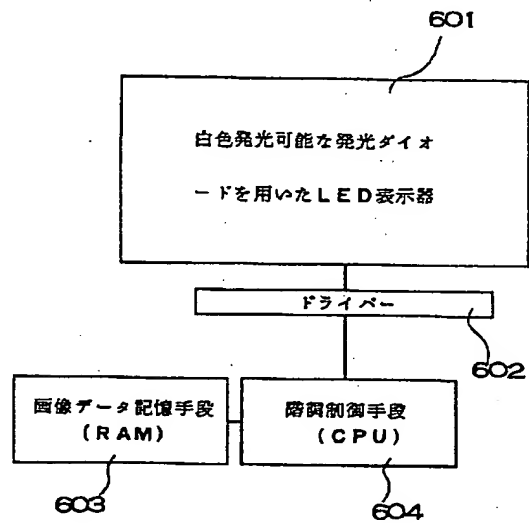 601
白色発光可能な発光ダイオ
ードを用いたLED表示器
ドライバー
602
画像データ記憶手段
(RAM)
階調制御手段
(CPU)
603
604